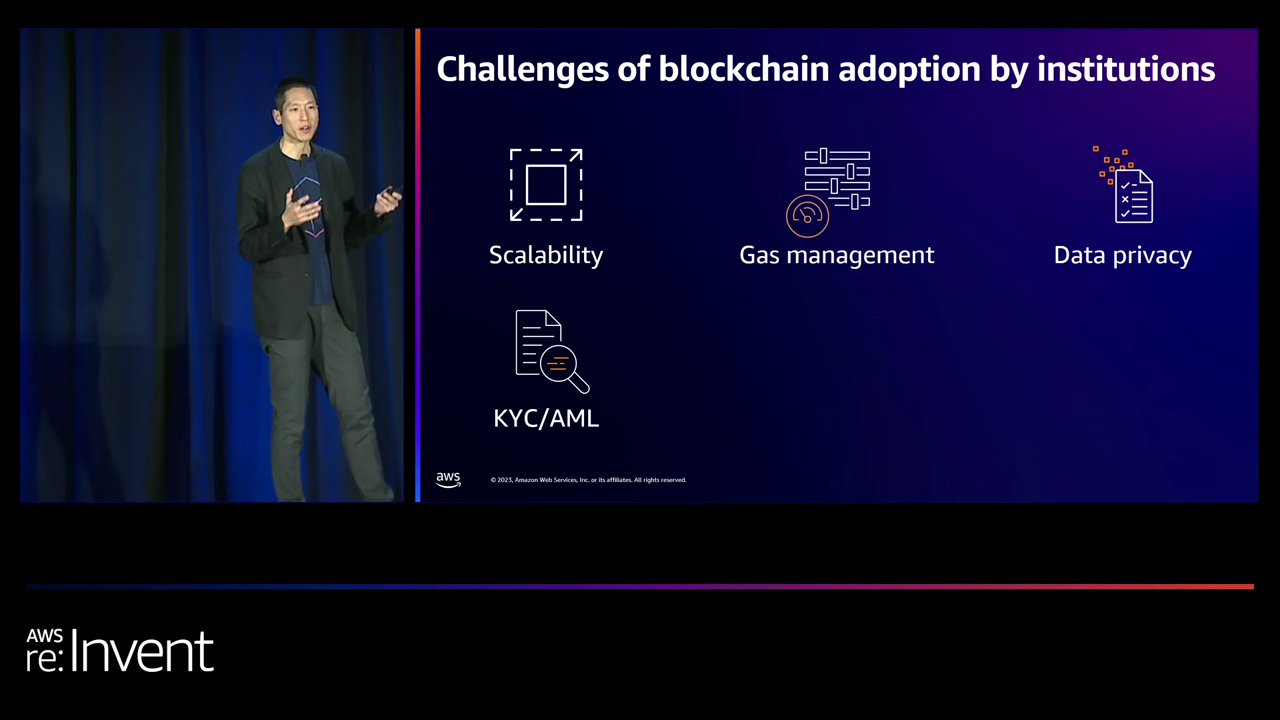 Challenges of blockchain adoption by institutions
Scalability
Gas management
Data privacy
KYC/AML
aws
© 2023, Amazon Web Services, Inc. or its affiliates. All rights reserved.
AWS
re:Invent